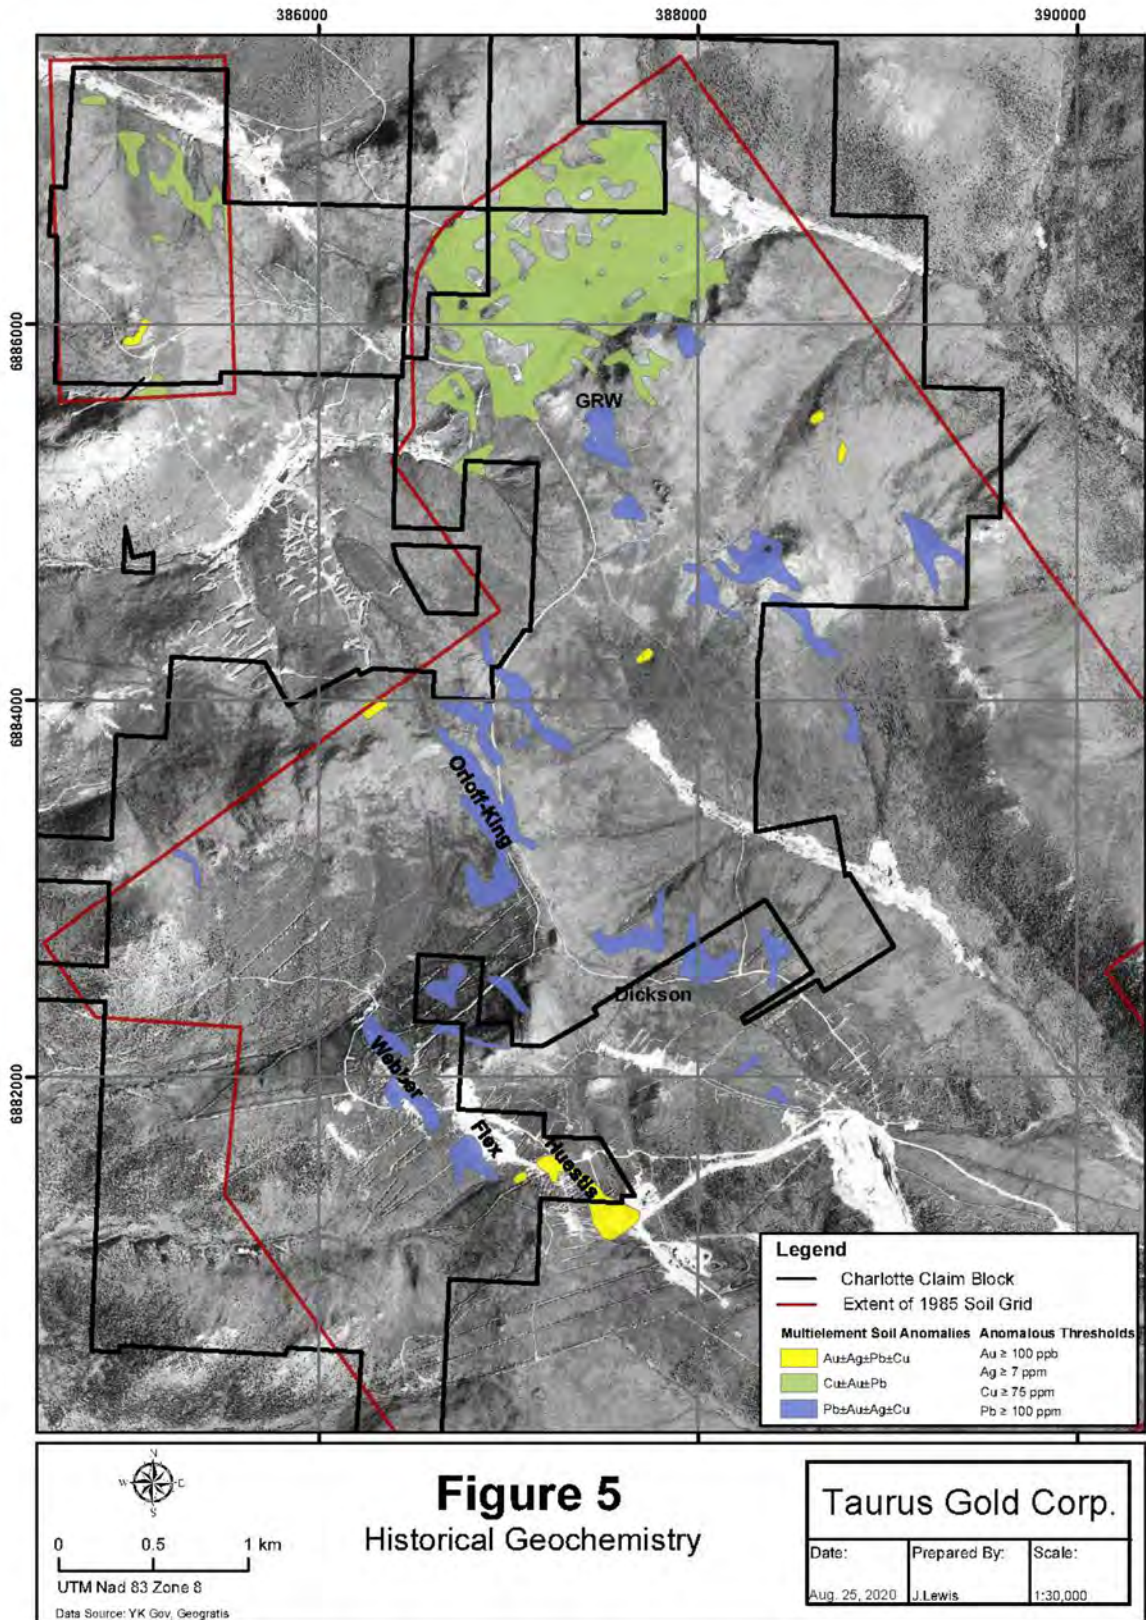 386000
388000
390000
6886000
GRW
6884000
Orloff-King
Dickson
6882000
Webber
Flex
Huestis
Legend
Charlotte Claim Block
Extent of 1985 Soil Grid
Multielement Soil Anomalies Anomalous Thresholds
Au±Ag±Pb±Cu
Cu±Au±Pb
Pb±Au±Ag±Cu
Au ≥ 100 ppb
Ag ≥ 7 ppm
Cu ≥ 75 ppm
Pb ≥ 100 ppm
N
W E
S
0 0.5 1 km
UTM Nad 83 Zone 8
Data Source: YK Gov, Geogratis
Figure 5
Historical Geochemistry
Taurus Gold Corp.
Date: Prepared By: Scale:
Aug. 25, 2020 J.Lewis 1:30,000